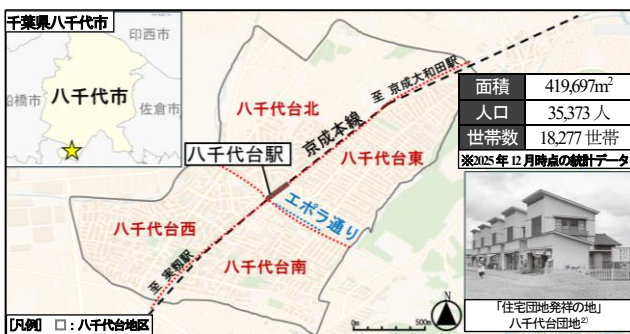 千葉県八千代市
印西市
船橋市
八千代市
佐倉市
八千代台北
至 京成大和田駅
京成本線
八千代台駅
八千代台東
エポラ通り
八千代台西
八千代台南
至 実籾駅
面積 419,697m²
人口 35,373 人
世帯数 18,277 世帯
※2025年12月時点の統計データ
「住宅団地発祥の地」
八千代台団地²⁾
[凡例] □：八千代台地区
0m 500m
N